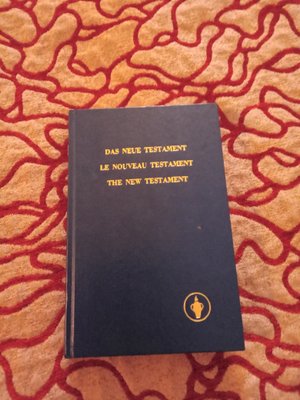 DAS NEUE TESTAMENT
LE NOUVEAU TESTAMENT
THE NEW TESTAMENT